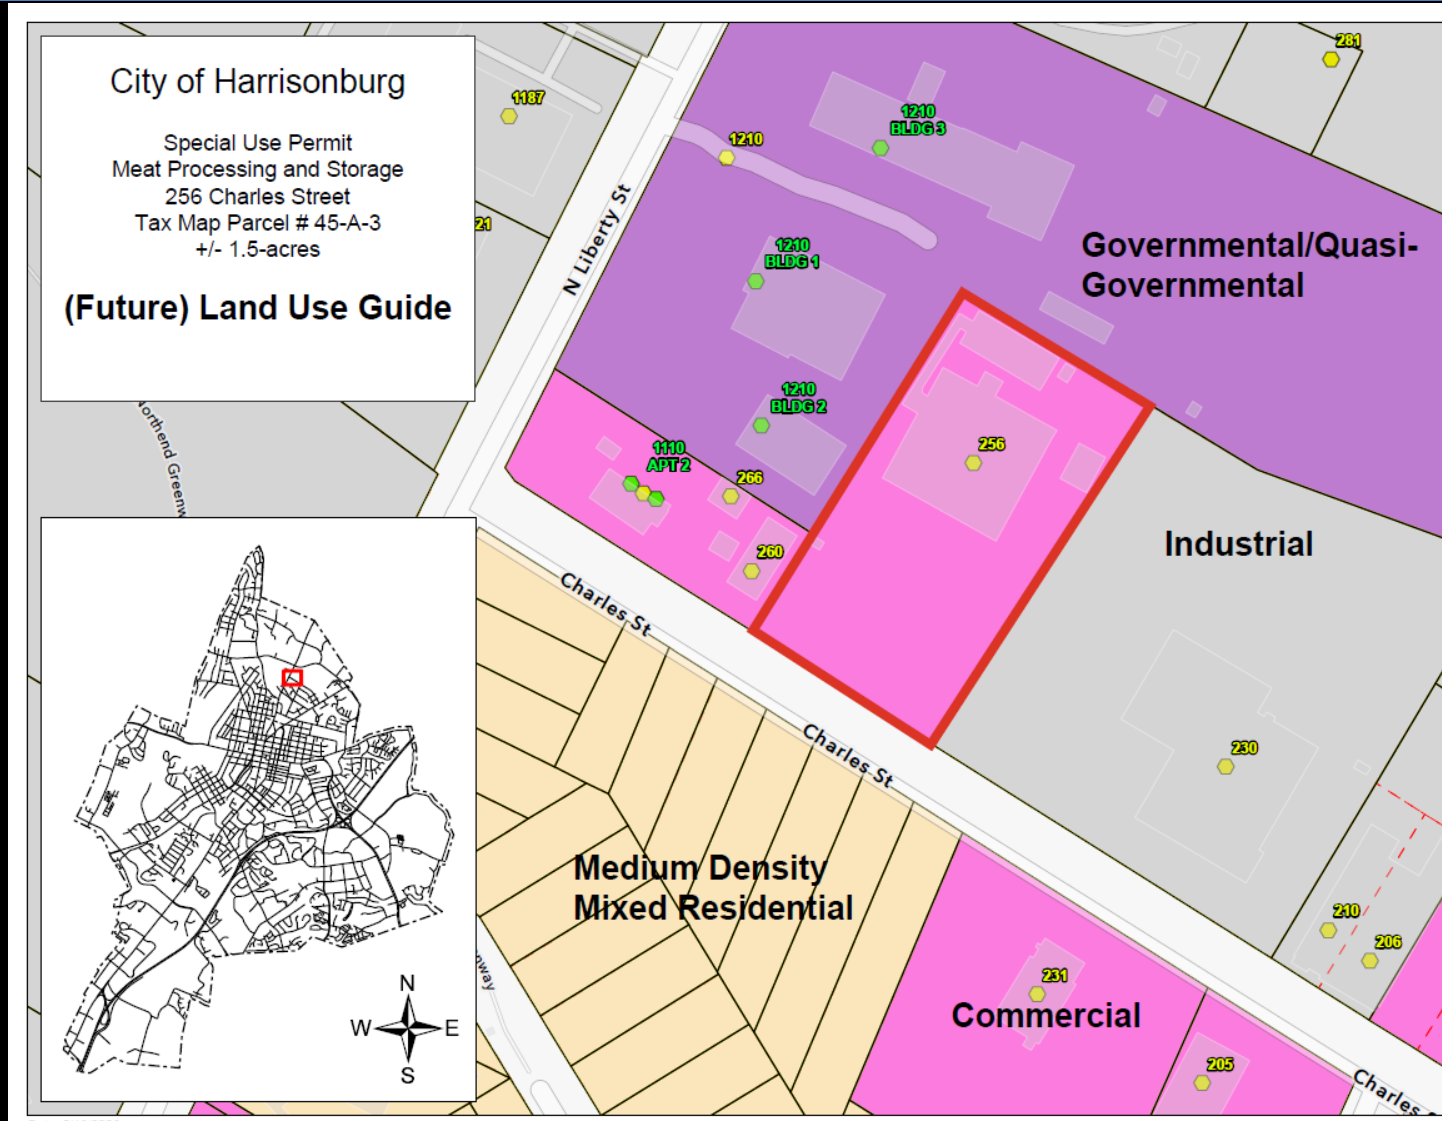 City of Harrisonburg
Special Use Permit
Meat Processing and Storage
256 Charles Street
Tax Map Parcel # 45-A-3
+/- 1.5-acres
(Future) Land Use Guide
1187
21
281
1210
1210
BLDG 3
N Liberty St
1210
BLDG 1
Governmental/Quasi-
Governmental
1210
BLDG 2
1110
APT 2
266
256
260
Industrial
Charles St
Charles St
230
Medium Density
Mixed Residential
210
206
231
Commercial
205
Charles
Northend Greenw
nway
N
W
E
S